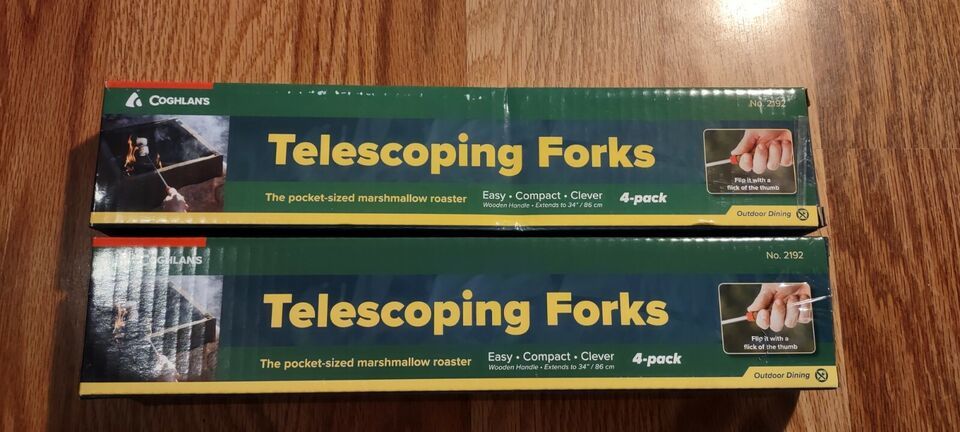 COGHLAN'S
No. 2192
Telescoping Forks
Flip it with a
flick of the thumb
The pocket-sized marshmallow roaster
Easy • Compact • Clever
Wooden Handle • Extends to 34" / 86 cm
4-pack
Outdoor Dining
COGHLAN'S
No. 2192
Telescoping Forks
Flip it with a
flick of the thumb
The pocket-sized marshmallow roaster
Easy • Compact • Clever
Wooden Handle • Extends to 34" / 86 cm
4-pack
Outdoor Dining